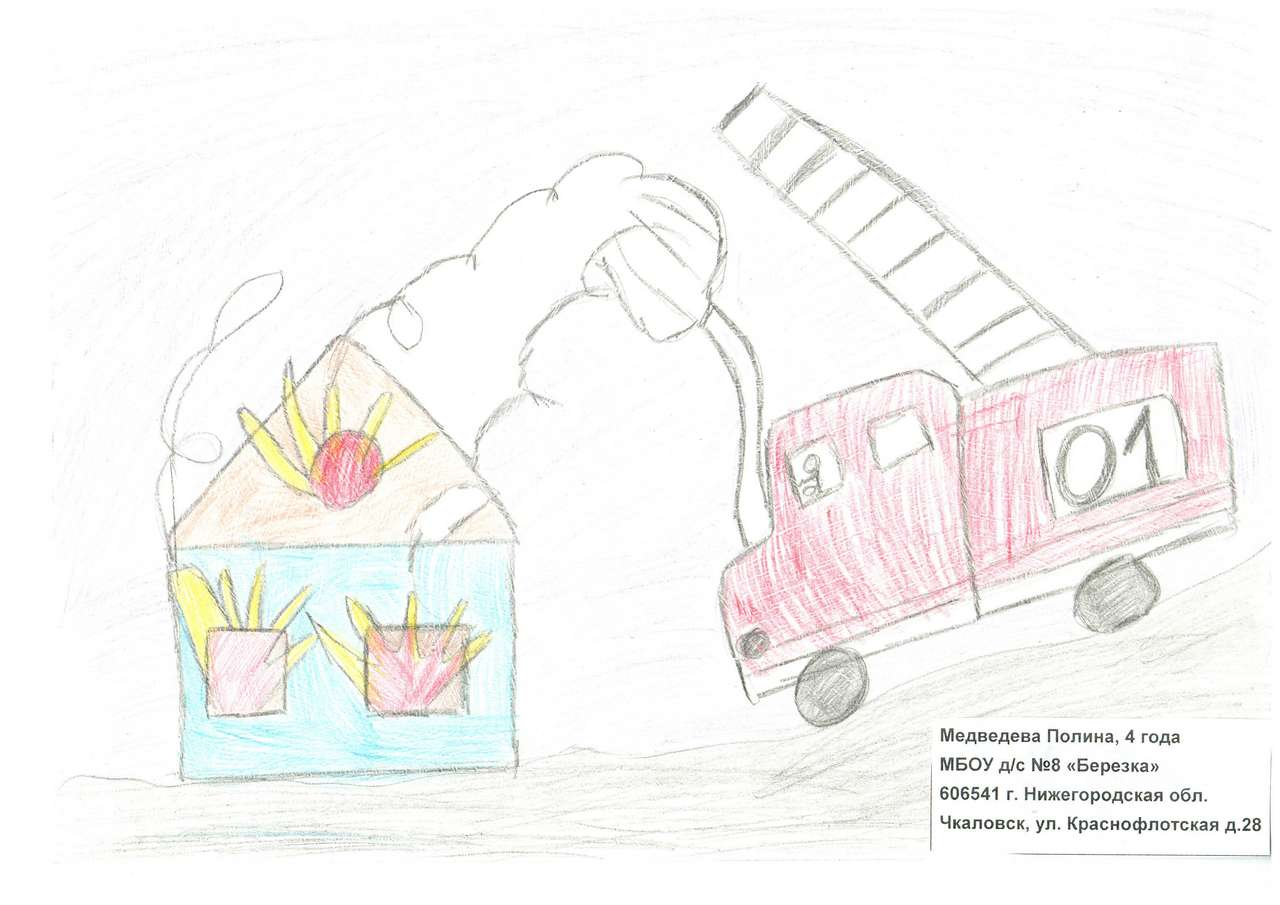 01
Медведева Полина, 4 года
МБОУ д/с №8 «Березка»
606541 г. Нижегородская обл.
Чкаловск, ул. Краснофлотская д.28